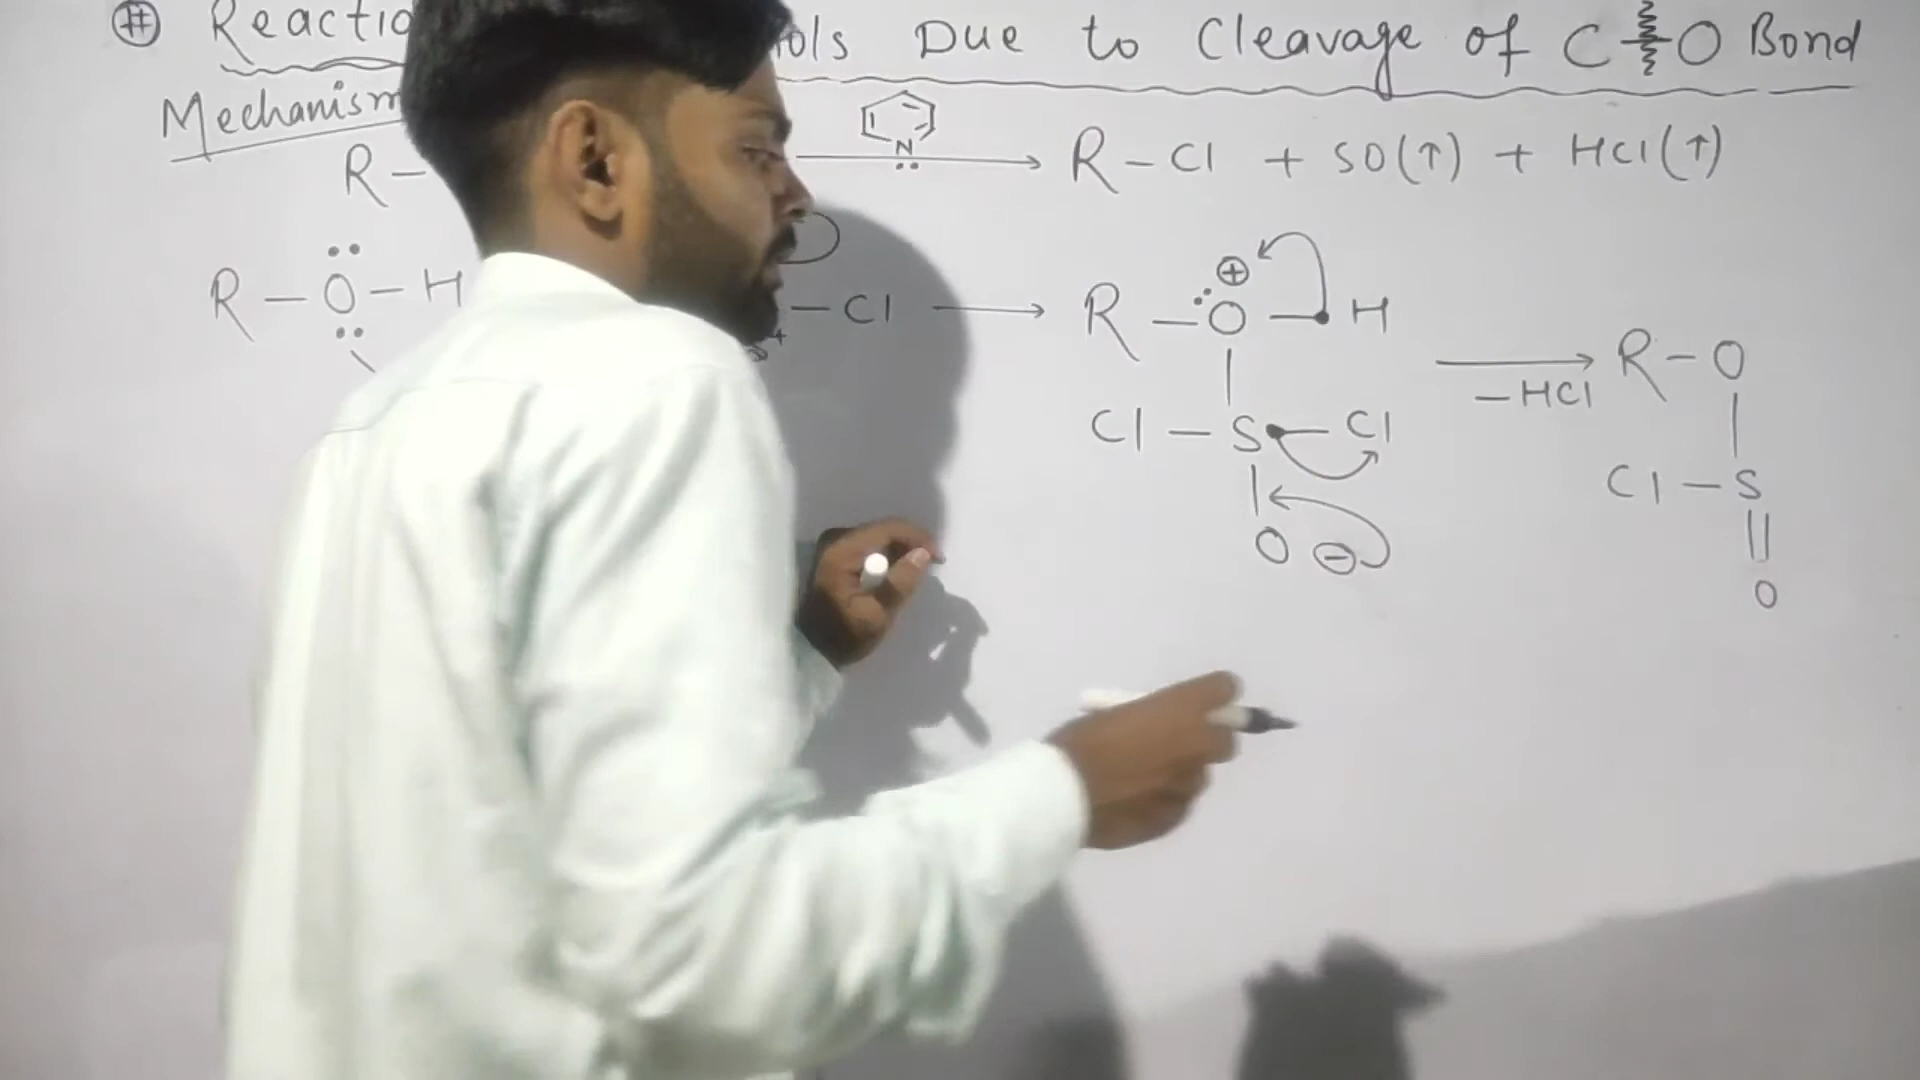 # Reactio ols Due to Cleavage of C O Bond
Mechanism
R- N R-Cl + SO(↑) + HCl(↑)
R-O-H -Cl → R-O-H ⊕
-HCl → R-O
Cl-S-Cl
Cl-S
O ⊖
O